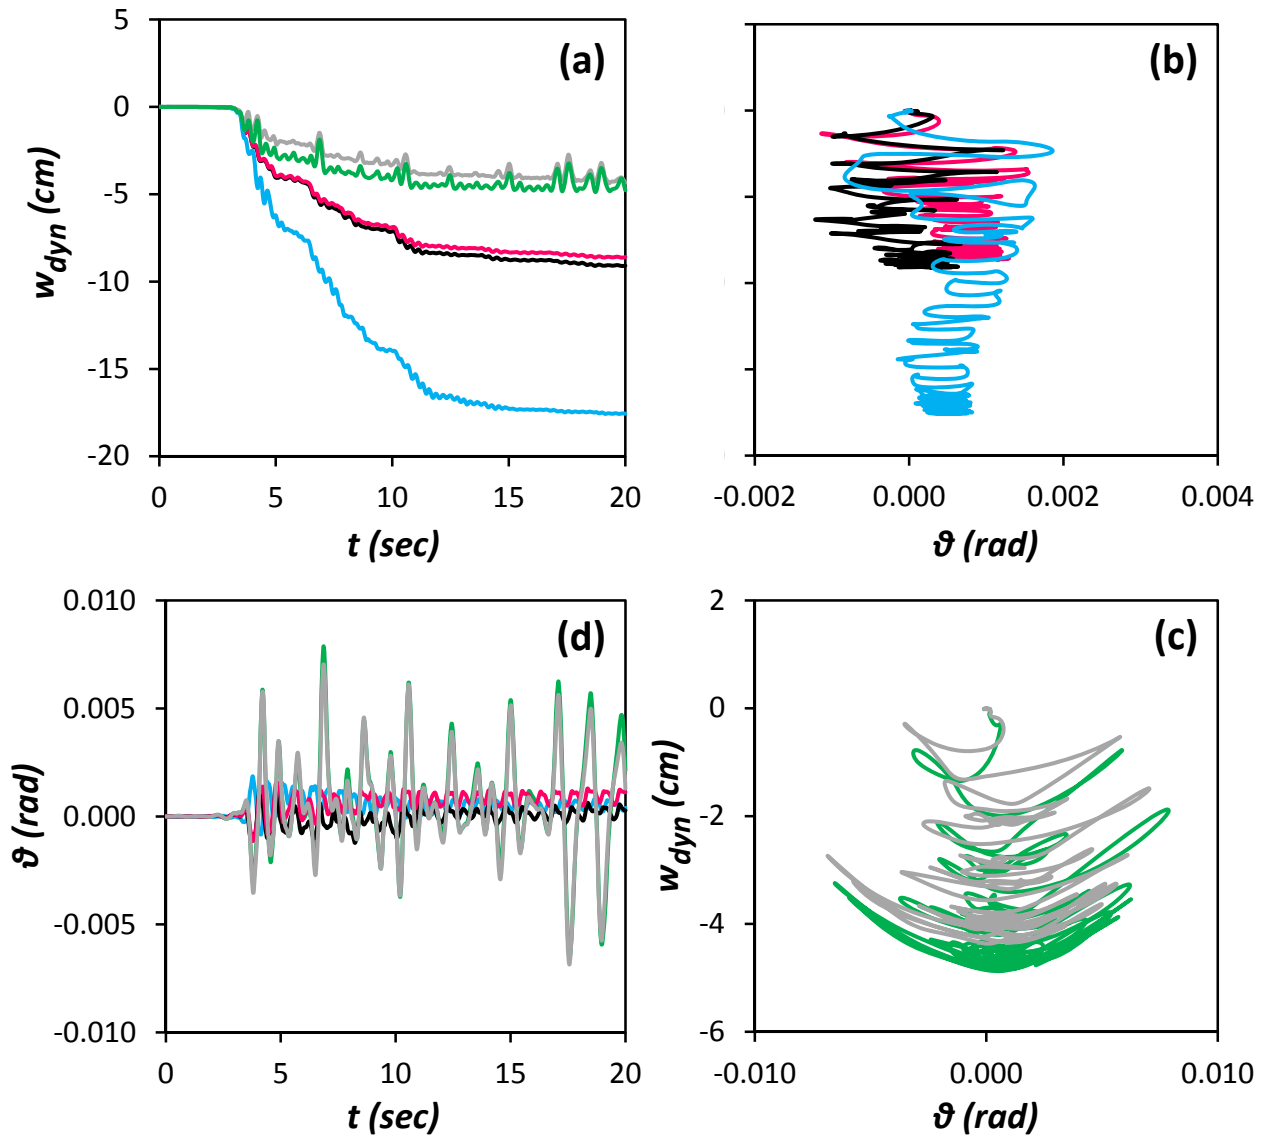 (a)
5
0
-5
-10
-15
-20
w_dyn (cm)
0 5 10 15 20
t (sec)
(b)
-0.002 0.000 0.002 0.004
ϑ (rad)
(d)
0.010
0.005
0.000
-0.005
-0.010
ϑ (rad)
0 5 10 15 20
t (sec)
(c)
2
0
-2
-4
-6
w_dyn (cm)
-0.010 0.000 0.010
ϑ (rad)